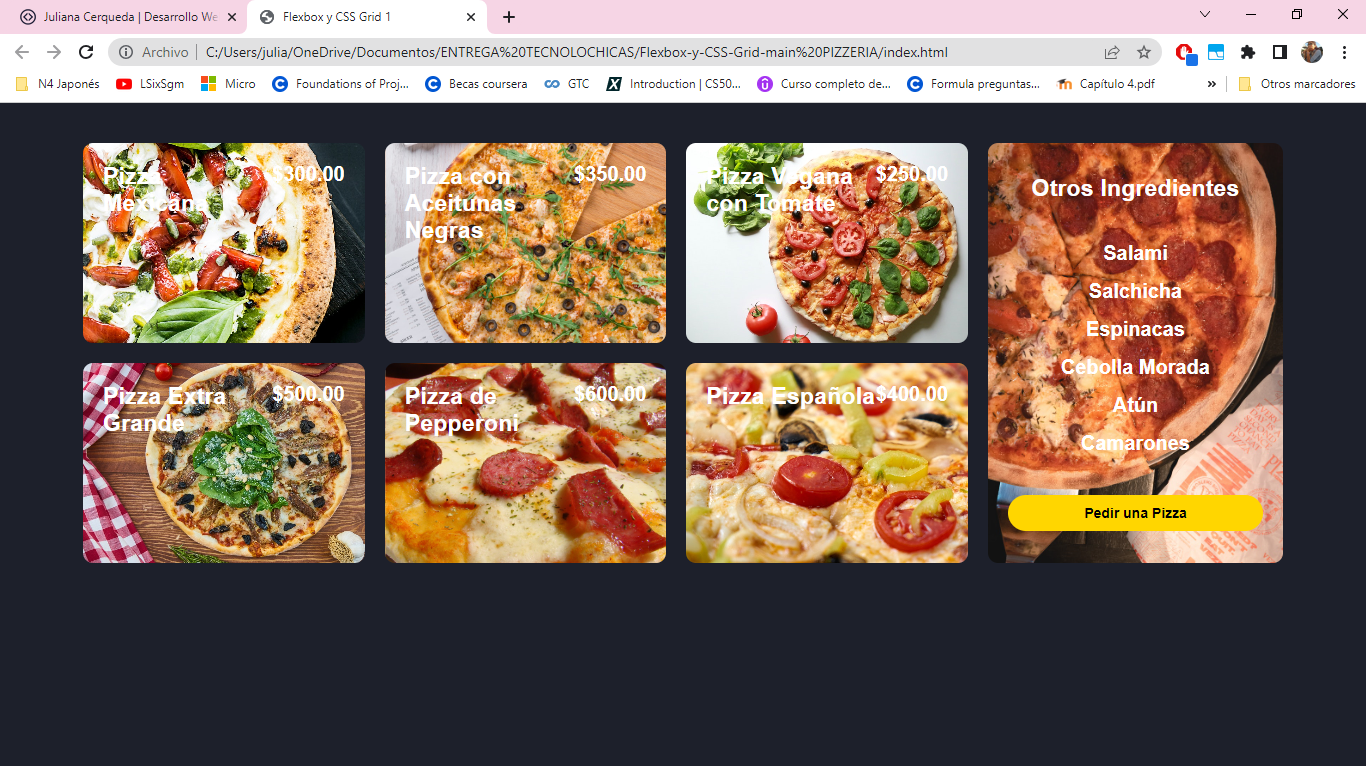 Juliana Cerqueda | Desarrollo We
Flexbox y CSS Grid 1
Archivo
C:/Users/julia/OneDrive/Documentos/ENTREGA%20TECNOLOCHICAS/Flexbox-y-CSS-Grid-main%20PIZZERIA/index.html
N4 Japonés
LSixSgm
Micro
Foundations of Proj...
Becas coursera
GTC
Introduction | CS50...
Curso completo de...
Formula preguntas...
Capítulo 4.pdf
»
Otros marcadores
Pizza
Mexicana
$300.00
Pizza con
Aceitunas
Negras
$350.00
Pizza Vegana
con Tomate
$250.00
Pizza Extra
Grande
$500.00
Pizza de
Pepperoni
$600.00
Pizza Española
$400.00
Otros Ingredientes
Salami
Salchicha
Espinacas
Cebolla Morada
Atún
Camarones
Pedir una Pizza